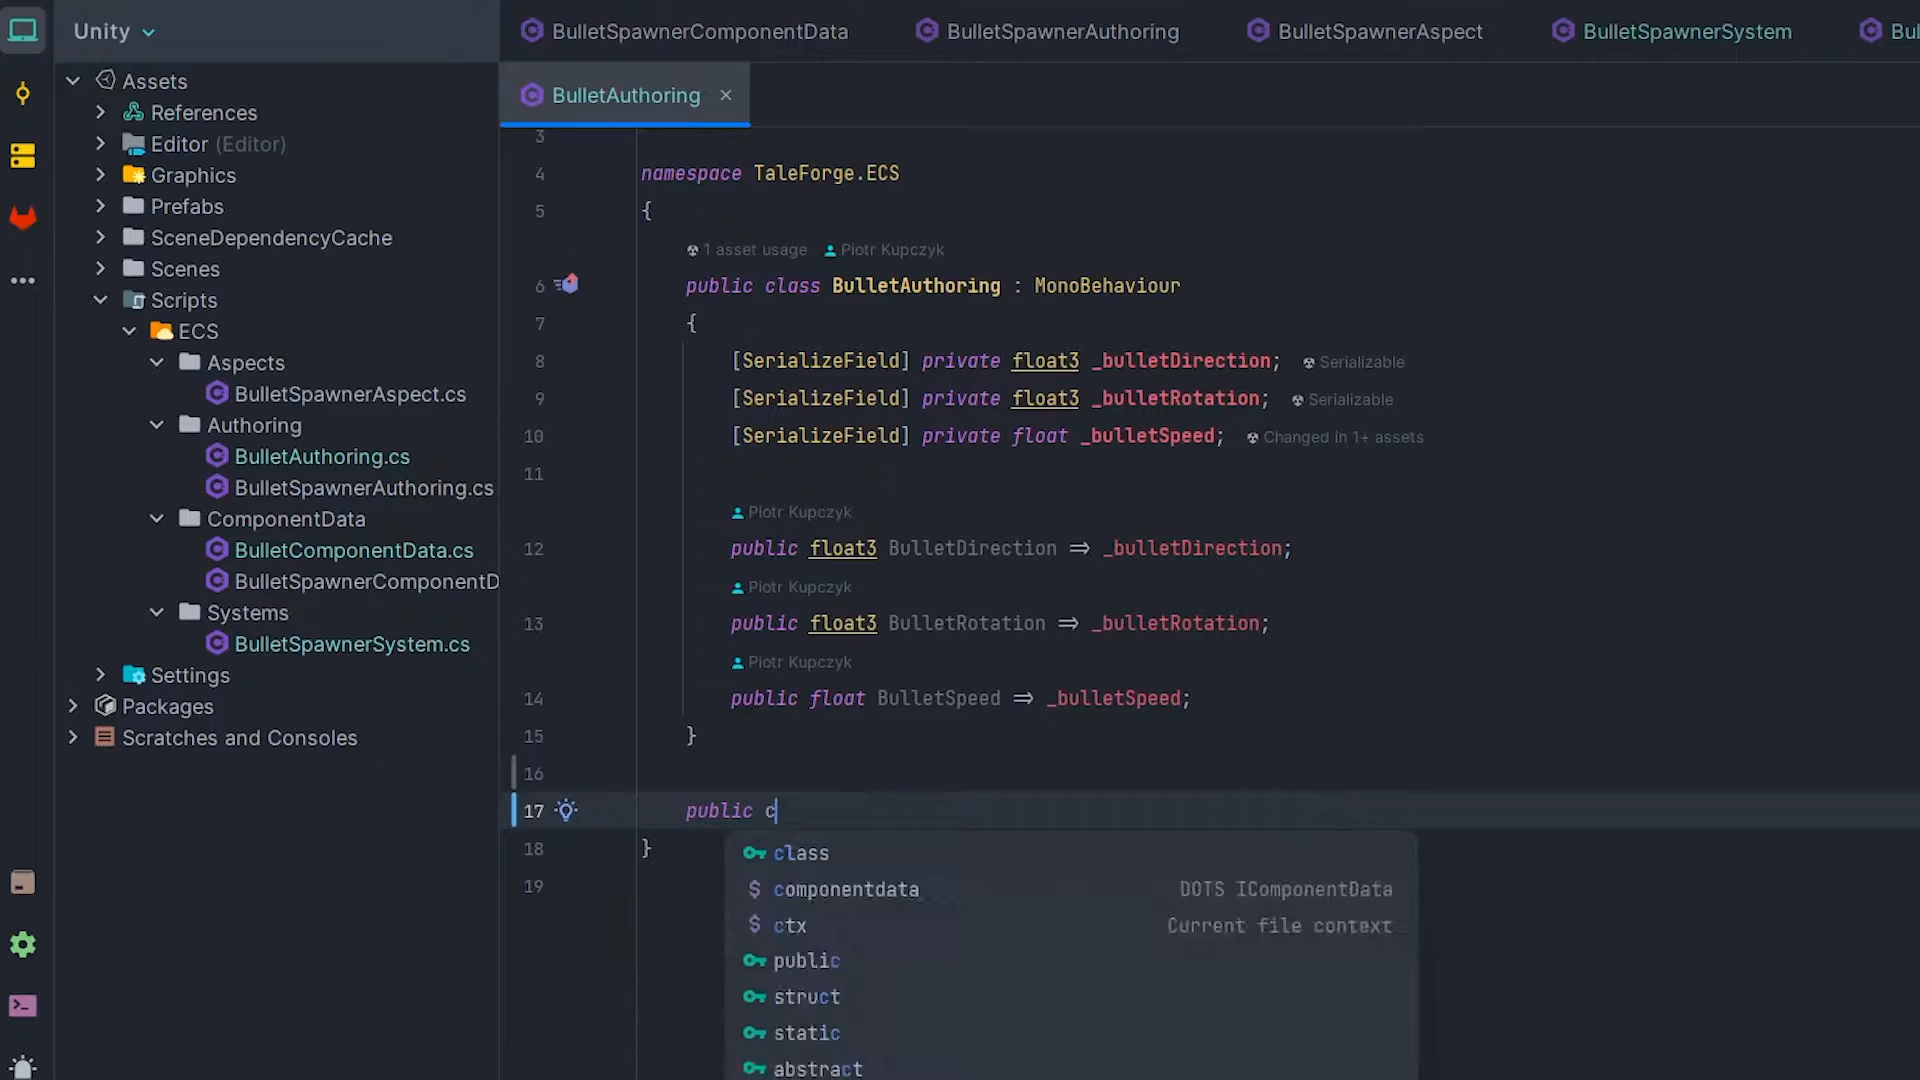 Unity
BulletSpawnerComponentData
BulletSpawnerAuthoring
BulletSpawnerAspect
BulletSpawnerSystem
Bul
Assets
References
Editor (Editor)
Graphics
Prefabs
SceneDependencyCache
Scenes
Scripts
ECS
Aspects
BulletSpawnerAspect.cs
Authoring
BulletAuthoring.cs
BulletSpawnerAuthoring.cs
ComponentData
BulletComponentData.cs
BulletSpawnerComponentD
Systems
BulletSpawnerSystem.cs
Settings
Packages
Scratches and Consoles
BulletAuthoring ×
3
4 namespace TaleForge.ECS
5 {
1 asset usage Piotr Kupczyk
6 public class BulletAuthoring : MonoBehaviour
7 {
8 [SerializeField] private float3 _bulletDirection; Serializable
9 [SerializeField] private float3 _bulletRotation; Serializable
10 [SerializeField] private float _bulletSpeed; Changed in 1+ assets
11
Piotr Kupczyk
12 public float3 BulletDirection => _bulletDirection;
Piotr Kupczyk
13 public float3 BulletRotation => _bulletRotation;
Piotr Kupczyk
14 public float BulletSpeed => _bulletSpeed;
15 }
16
17 public c
18 }
19
class
$ componentdata DOTS IComponentData
$ ctx Current file context
public
struct
static
abstract